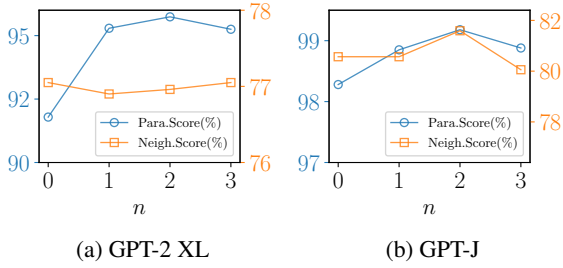 95
92
90
78
77
76
Para.Score(%)
Neigh.Score(%)
0 1 2 3
n
(a) GPT-2 XL
99
98
97
82
80
78
Para.Score(%)
Neigh.Score(%)
0 1 2 3
n
(b) GPT-J